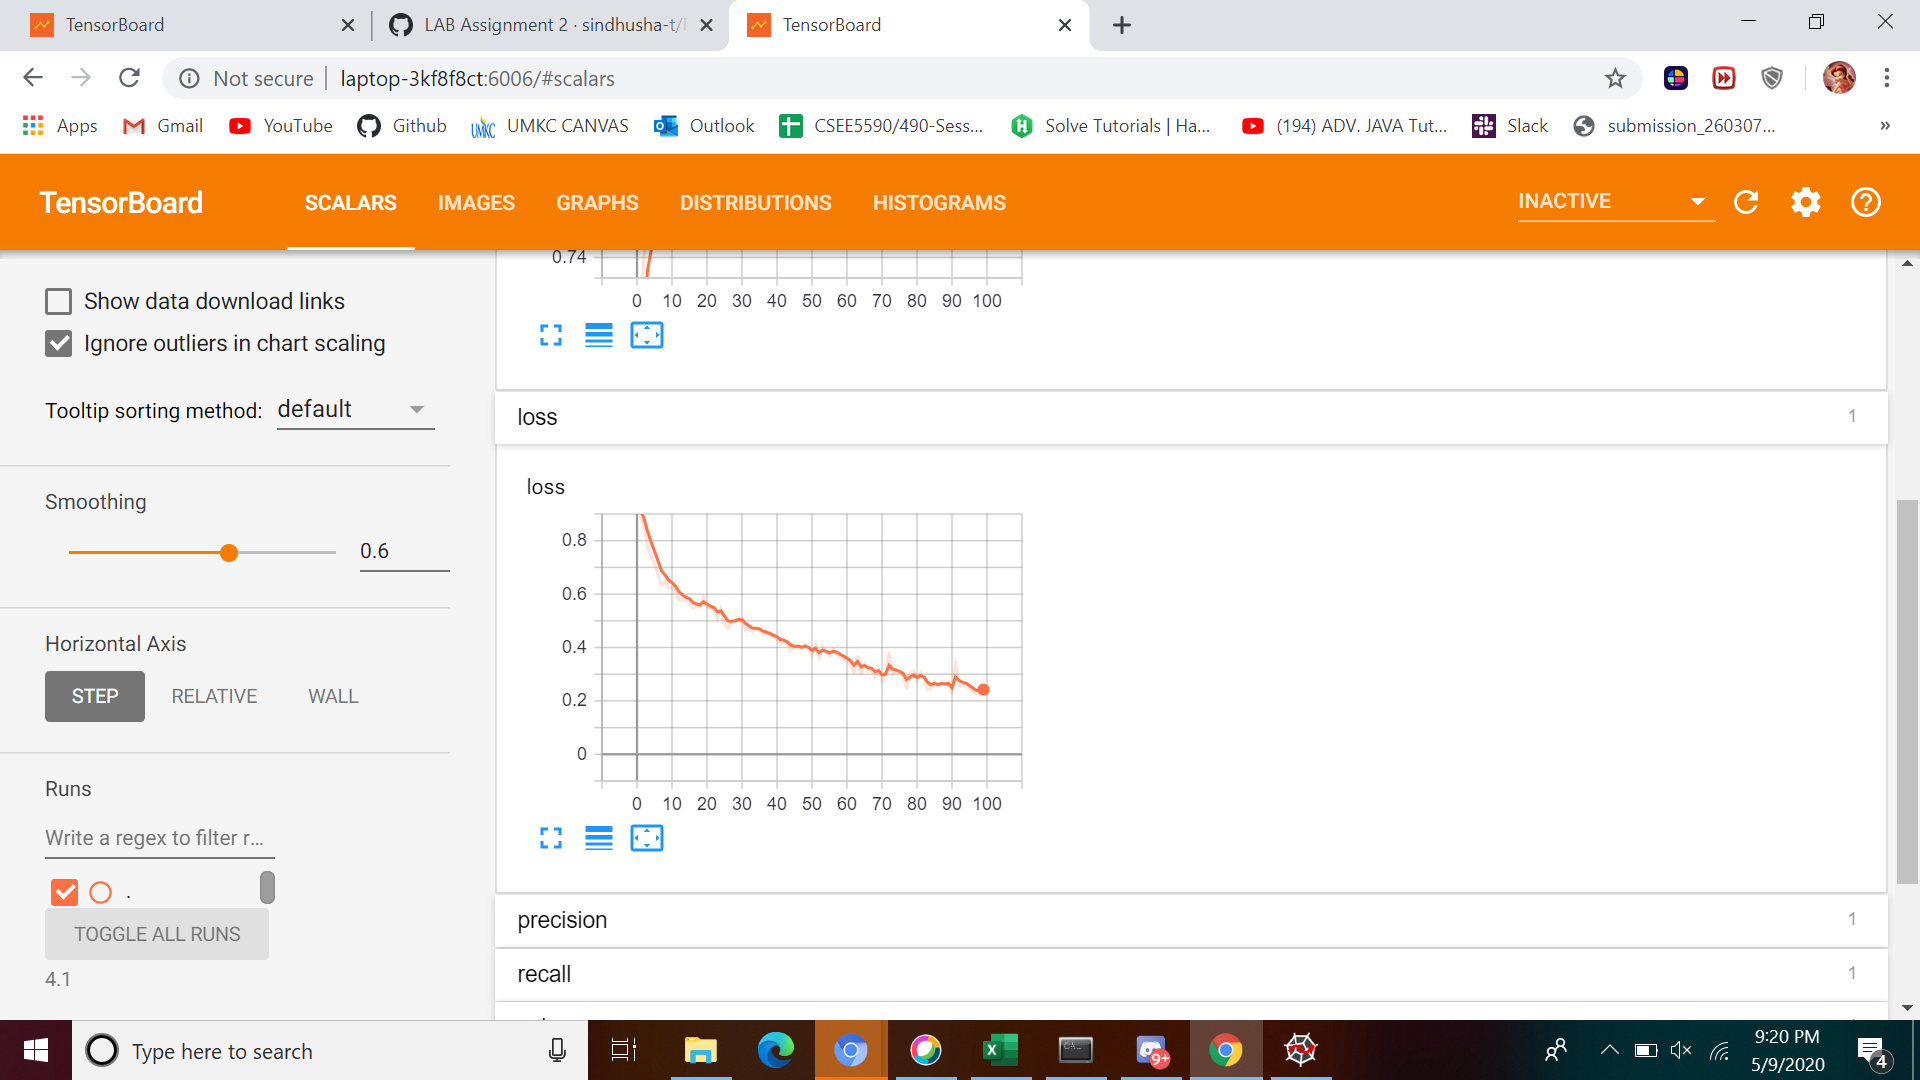 TensorBoard
LAB Assignment 2 · sindhusha-t/
TensorBoard
Not secure
laptop-3kf8f8ct:6006/#scalars
Apps
Gmail
YouTube
Github
UMKC CANVAS
Outlook
CSEE5590/490-Sess...
Solve Tutorials | Ha...
(194) ADV. JAVA Tut...
Slack
submission_260307...
»
TensorBoard
SCALARS
IMAGES
GRAPHS
DISTRIBUTIONS
HISTOGRAMS
INACTIVE
Show data download links
Ignore outliers in chart scaling
Tooltip sorting method: default
Smoothing
0.6
Horizontal Axis
STEP
RELATIVE
WALL
Runs
Write a regex to filter r...
.
TOGGLE ALL RUNS
4.1
0.74
0 10 20 30 40 50 60 70 80 90 100
loss
1
loss
0.8
0.6
0.4
0.2
0
0 10 20 30 40 50 60 70 80 90 100
precision
1
recall
1
Type here to search
9+
9:20 PM
5/9/2020
4